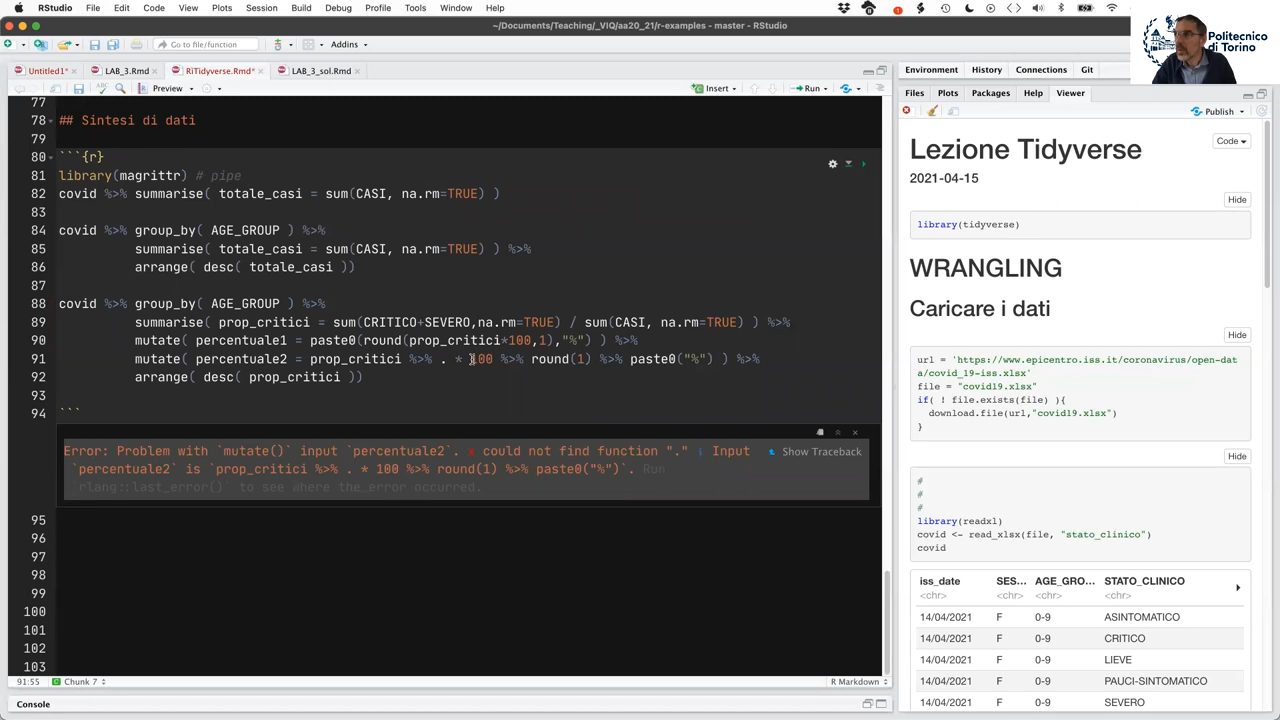 RStudio File Edit Code View Plots Session Build Debug Profile Tools Window Help
~/Documents/Teaching/_VIQ/aa20_21/r-examples - master - RStudio
Politecnico
di Torino
Go to file/function Addins
Untitled1* LAB_3.Rmd RiTidyverse.Rmd* LAB_3_sol.Rmd
Preview Insert Run
77
78 ## Sintesi di dati
79
80 ```{r}
81 library(magrittr) # pipe
82 covid %>% summarise( totale_casi = sum(CASI, na.rm=TRUE) )
83
84 covid %>% group_by( AGE_GROUP ) %>%
85 summarise( totale_casi = sum(CASI, na.rm=TRUE) ) %>%
86 arrange( desc( totale_casi ))
87
88 covid %>% group_by( AGE_GROUP ) %>%
89 summarise( prop_critici = sum(CRITICO+SEVERO,na.rm=TRUE) / sum(CASI, na.rm=TRUE) ) %>%
90 mutate( percentuale1 = paste0(round(prop_critici*100,1),"%") ) %>%
91 mutate( percentuale2 = prop_critici %>% . * 100 %>% round(1) %>% paste0("%") ) %>%
92 arrange( desc( prop_critici ))
93
94 ```
Error: Problem with `mutate()` input `percentuale2`. x could not find function "." i Input
`percentuale2` is `prop_critici %>% . * 100 %>% round(1) %>% paste0("%")`. Run
`rlang::last_error()` to see where the error occurred.
Show Traceback
95
96
97
98
99
100
101
102
103
91:55 Chunk 7 R Markdown
Console
Environment History Connections Git
Files Plots Packages Help Viewer
Publish
Lezione Tidyverse
Code
2021-04-15
Hide
library(tidyverse)
WRANGLING
Caricare i dati
Hide
url = 'https://www.epicentro.iss.it/coronavirus/open-dat
a/covid_19-iss.xlsx'
file = "covid19.xlsx"
if( ! file.exists(file) ){
download.file(url,"covid19.xlsx")
}
Hide
#
#
#
library(readxl)
covid <- read_xlsx(file, "stato_clinico")
covid
iss_date SES... AGE_GRO... STATO_CLINICO
<chr> <chr> <chr> <chr>
14/04/2021 F 0-9 ASINTOMATICO
14/04/2021 F 0-9 CRITICO
14/04/2021 F 0-9 LIEVE
14/04/2021 F 0-9 PAUCI-SINTOMATICO
14/04/2021 F 0-9 SEVERO